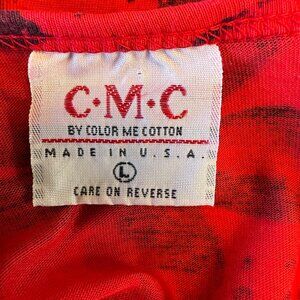 C·M·C
BY COLOR ME COTTON
MADE IN U.S.A.
L
CARE ON REVERSE